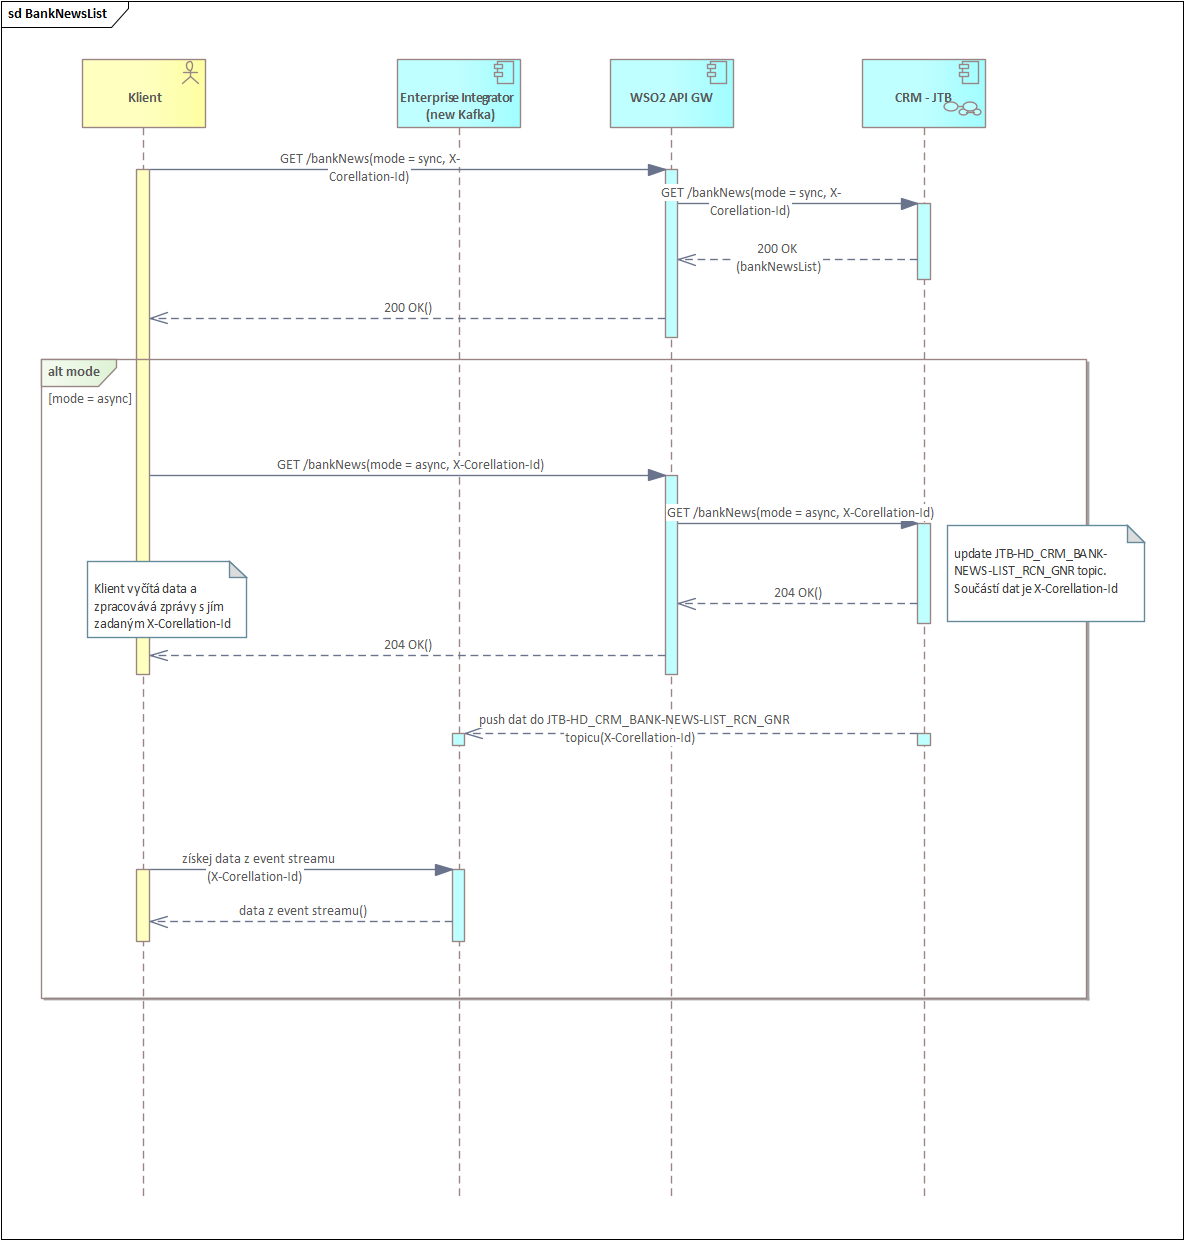 sd BankNewsList
Klient
Enterprise Integrator
(new Kafka)
WSO2 API GW
CRM - JTB
GET /bankNews(mode = sync, X-
Corellation-Id)
GET /bankNews(mode = sync, X-
Corellation-Id)
200 OK
(bankNewsList)
200 OK()
alt mode
[mode = async]
GET /bankNews(mode = async, X-Corellation-Id)
GET /bankNews(mode = async, X-Corellation-Id)
update JTB-HD_CRM_BANK-
NEWS-LIST_RCN_GNR topic.
Součástí dat je X-Corellation-Id
Klient vyčítá data a
zpracovává zprávy s jím
zadaným X-Corellation-Id
204 OK()
204 OK()
push dat do JTB-HD_CRM_BANK-NEWS-LIST_RCN_GNR
topicu(X-Corellation-Id)
získej data z event streamu
(X-Corellation-Id)
data z event streamu()